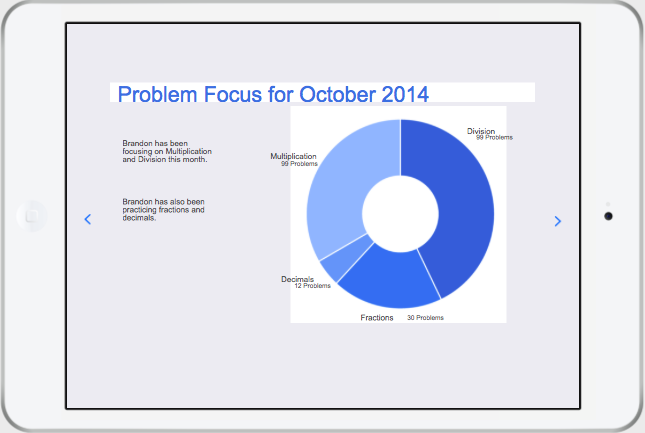 Problem Focus for October 2014
Brandon has been
focusing on Multiplication
and Division this month.
Brandon has also been
practicing fractions and
decimals.
Division
99 Problems
Multiplication
99 Problems
Decimals
12 Problems
Fractions 30 Problems